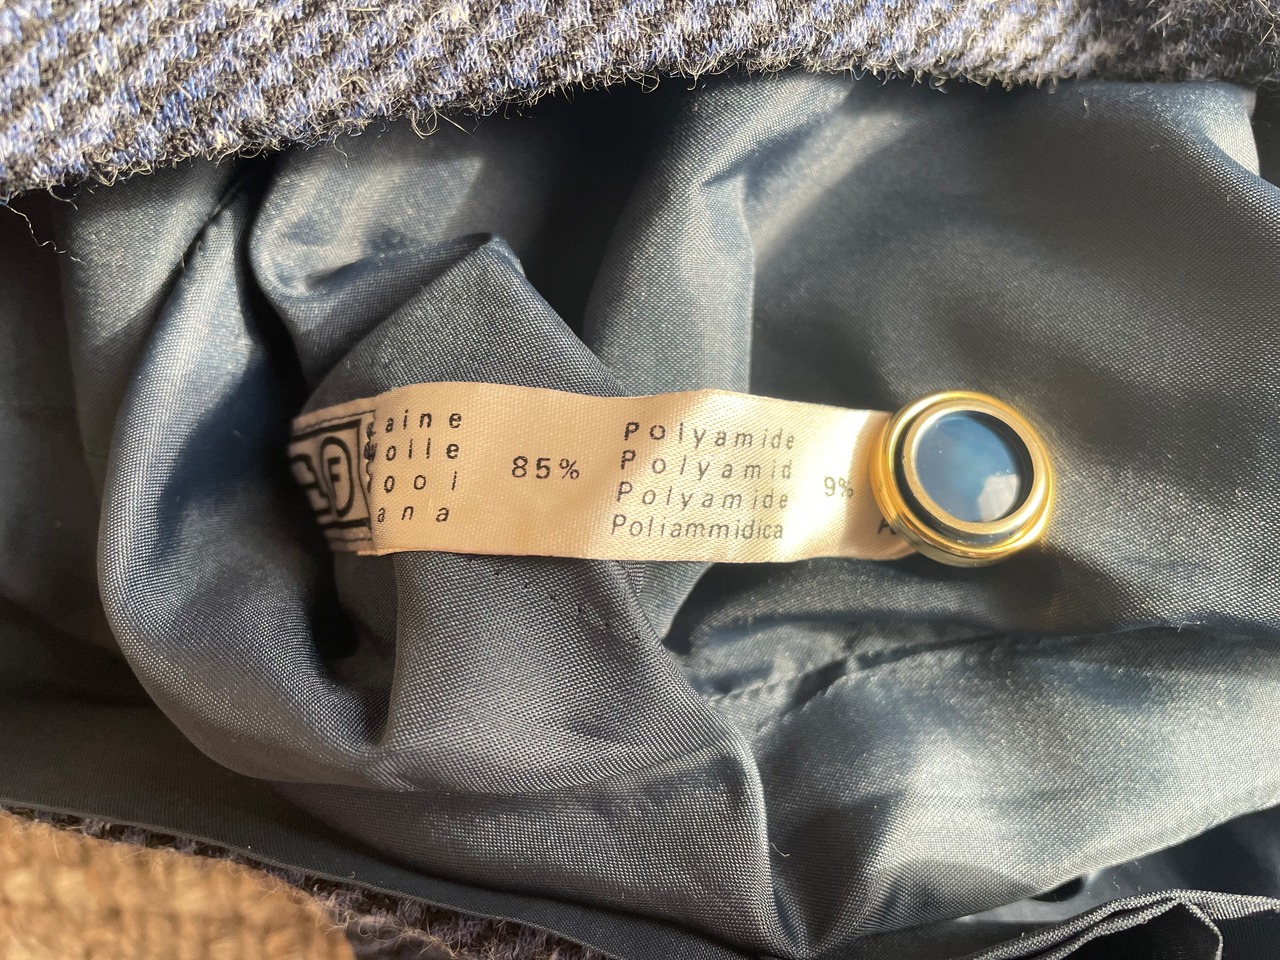 aine
olle
ool
ana
85%
Polyamide
Polyamid
Polyamide
Poliammidica
9%
F